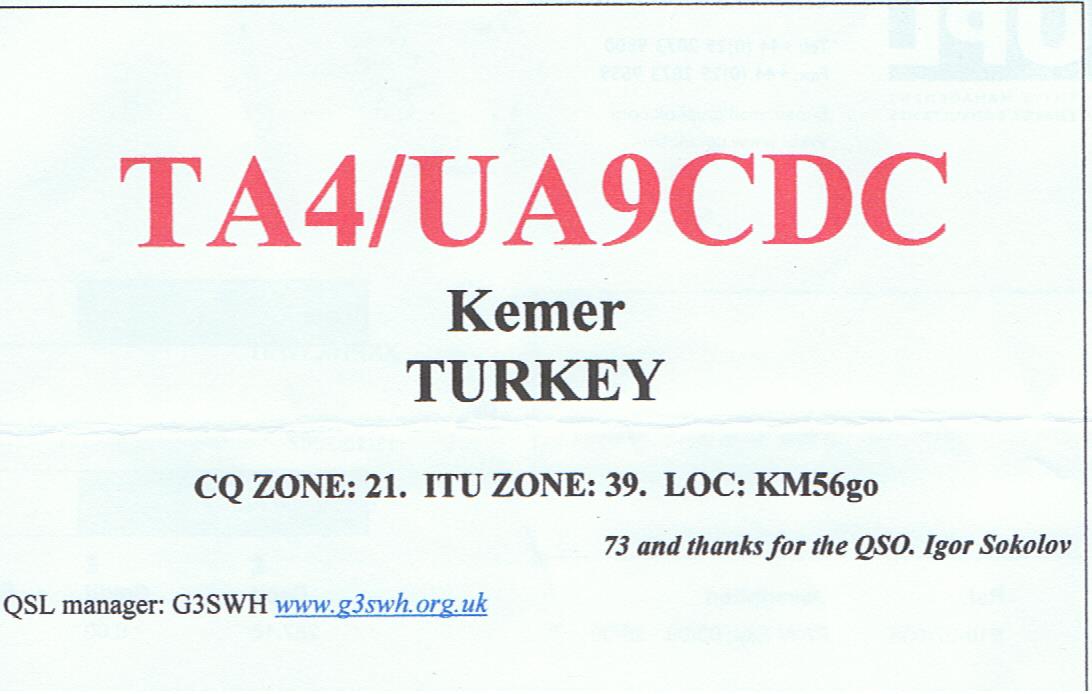 TA4/UA9CDC
Kemer
TURKEY
CQ ZONE: 21. ITU ZONE: 39. LOC: KM56go
73 and thanks for the QSO. Igor Sokolov
QSL manager: G3SWH www.g3swh.org.uk